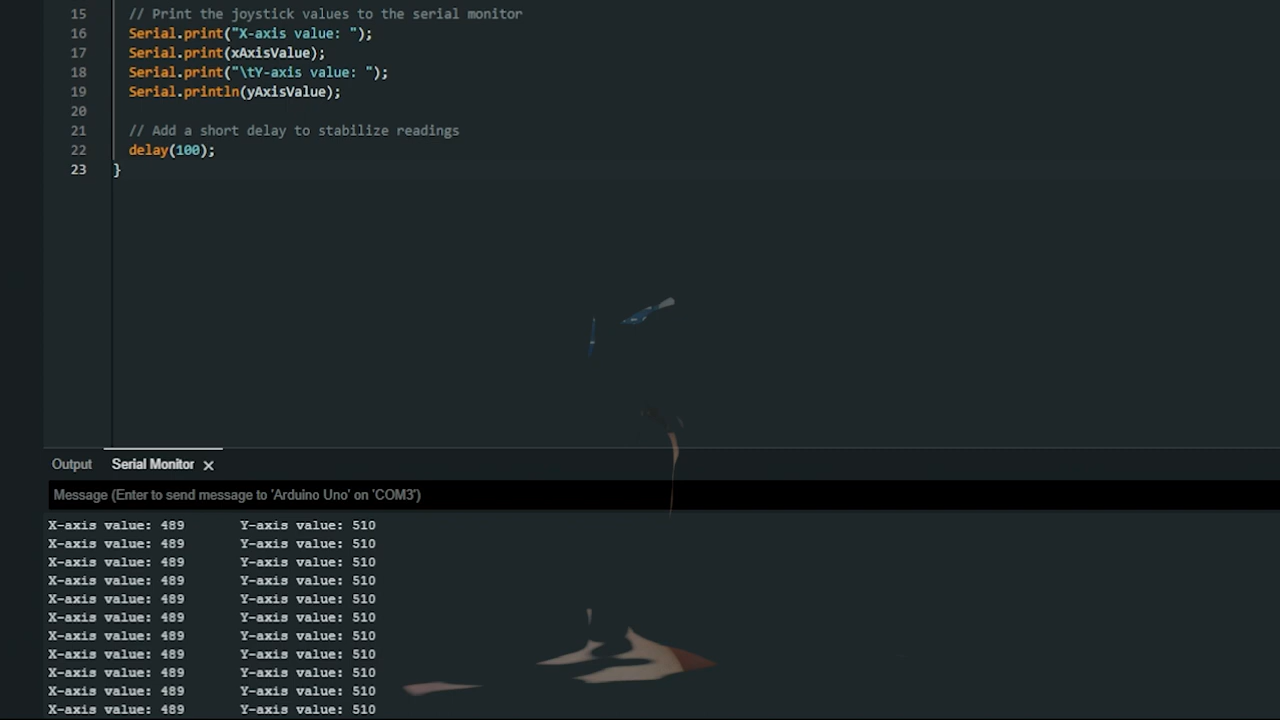 15 // Print the joystick values to the serial monitor
16 Serial.print("X-axis value: ");
17 Serial.print(xAxisValue);
18 Serial.print("\tY-axis value: ");
19 Serial.println(yAxisValue);
20
21 // Add a short delay to stabilize readings
22 delay(100);
23 }
Output Serial Monitor ×
Message (Enter to send message to 'Arduino Uno' on 'COM3')
X-axis value: 489 Y-axis value: 510
X-axis value: 489 Y-axis value: 510
X-axis value: 489 Y-axis value: 510
X-axis value: 489 Y-axis value: 510
X-axis value: 489 Y-axis value: 510
X-axis value: 489 Y-axis value: 510
X-axis value: 489 Y-axis value: 510
X-axis value: 489 Y-axis value: 510
X-axis value: 489 Y-axis value: 510
X-axis value: 489 Y-axis value: 510
X-axis value: 489 Y-axis value: 510